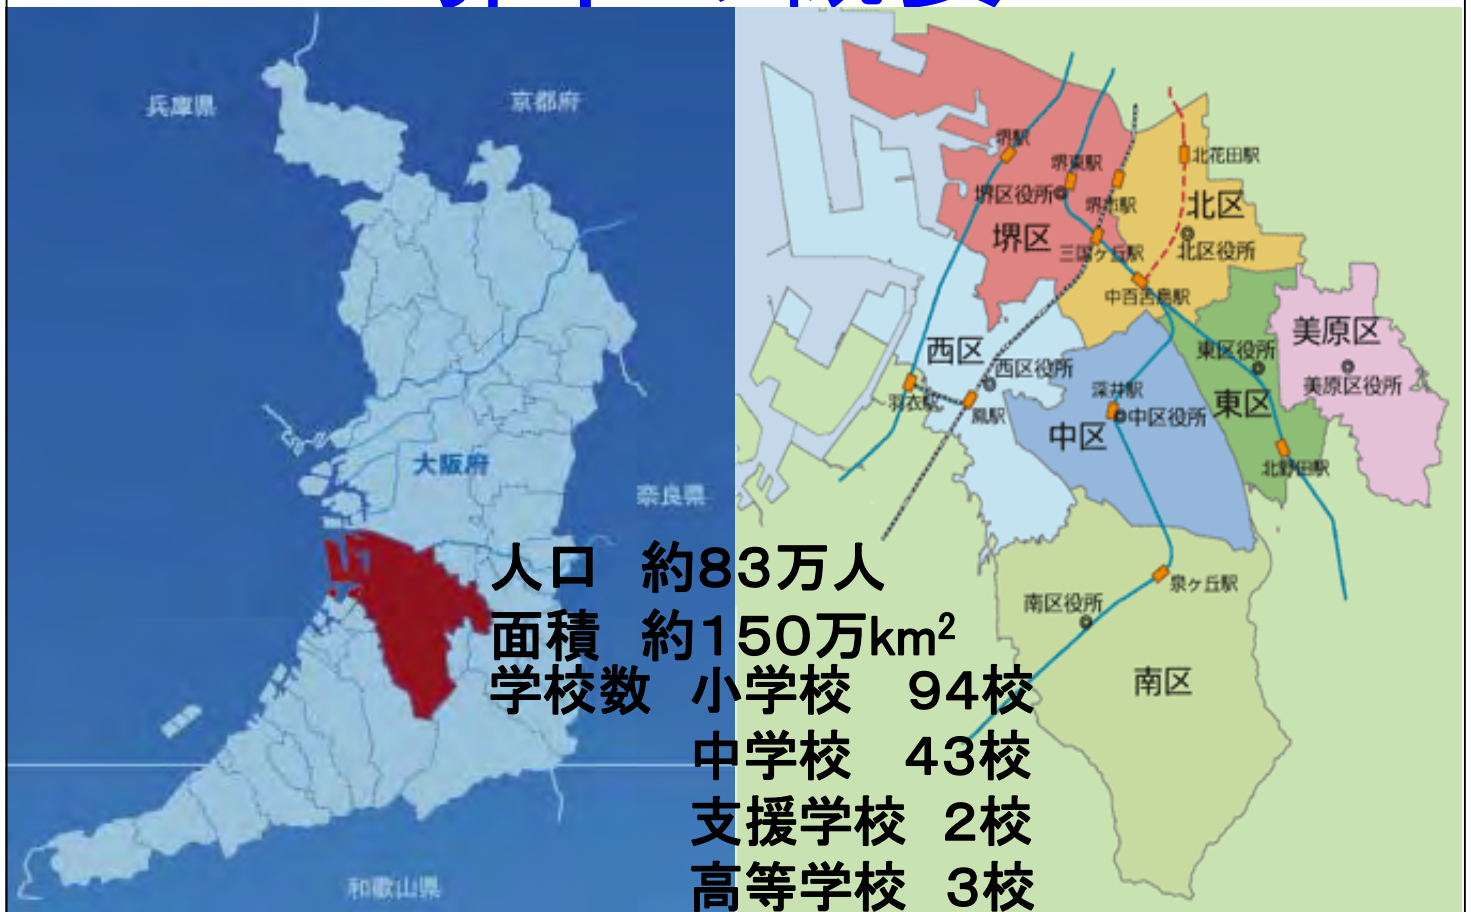 兵庫県
京都府
大阪府
奈良県
和歌山県
堺駅
堺東駅
堺区役所
堺市駅
堺区
三国ヶ丘駅
北花田駅
北区
北区役所
中百舌鳥駅
西区
西区役所
羽衣駅
鳳駅
深井駅
中区役所
中区
東区役所
東区
北野田駅
美原区
美原区役所
泉ヶ丘駅
南区役所
南区
人口 約83万人
面積 約150万km²
学校数 小学校 94校
中学校 43校
支援学校 2校
高等学校 3校